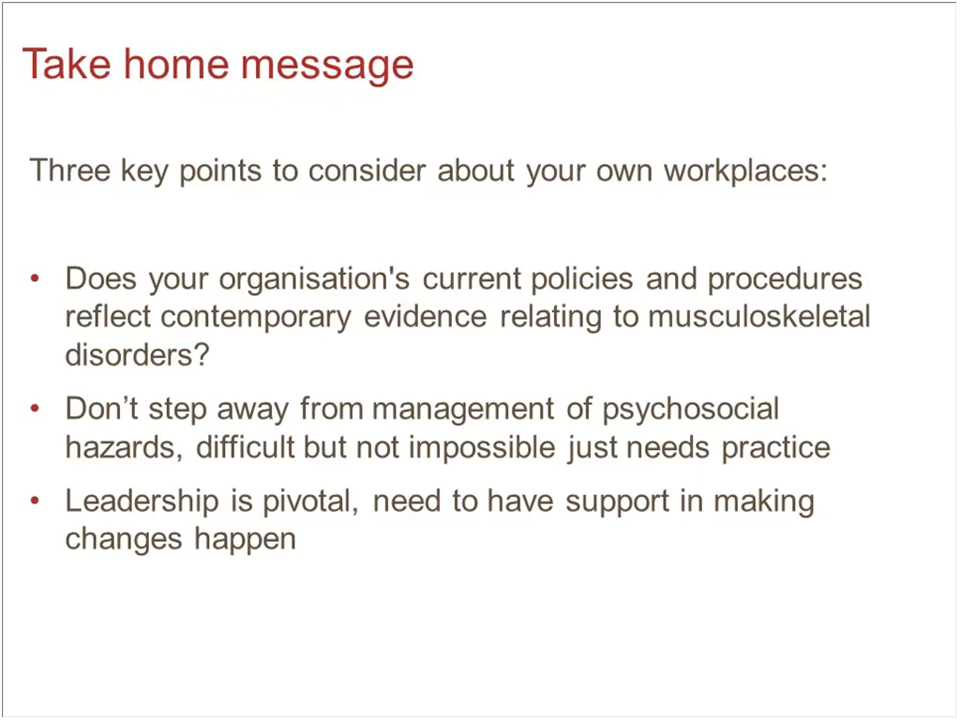 Take home message
Three key points to consider about your own workplaces:
• Does your organisation's current policies and procedures
reflect contemporary evidence relating to musculoskeletal
disorders?
• Don’t step away from management of psychosocial
hazards, difficult but not impossible just needs practice
• Leadership is pivotal, need to have support in making
changes happen